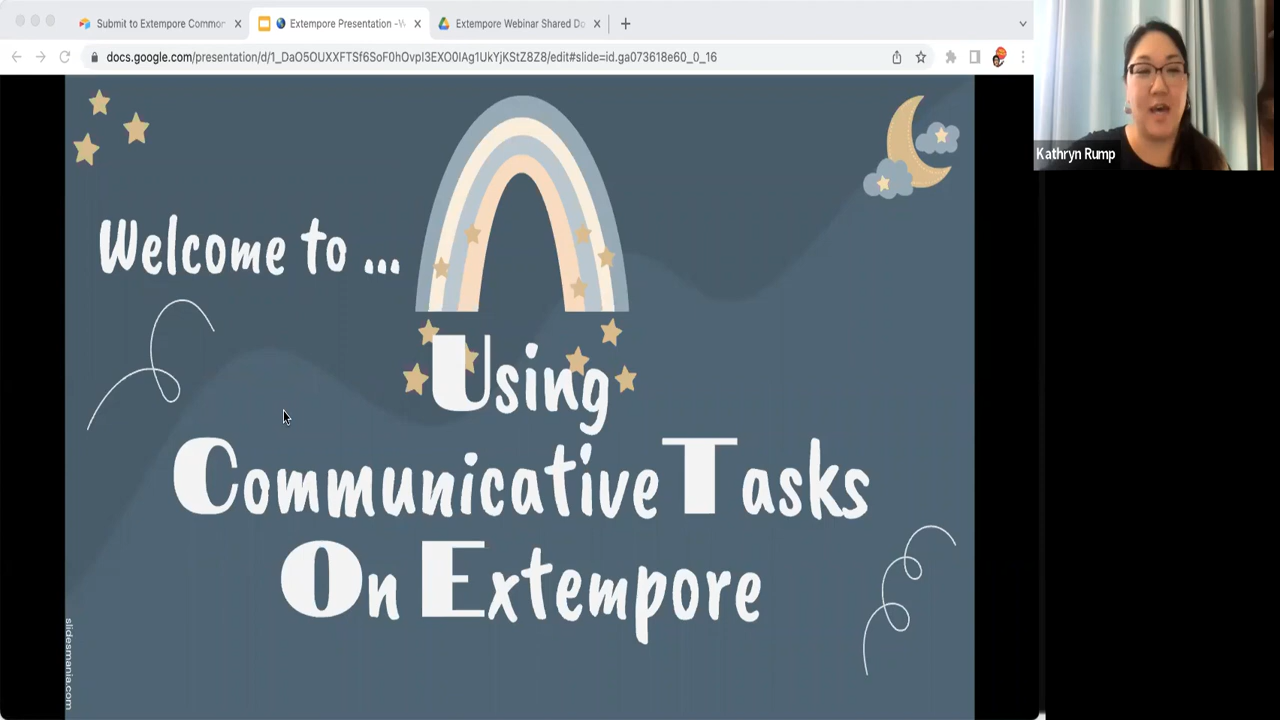 Submit to Extempore Commor
Extempore Presentation - W
Extempore Webinar Shared Do
docs.google.com/presentation/d/1_DaO5OUXXFTSf6SoF0hOvpI3EXO0IAg1UkYjKStZ8Z8/edit#slide=id.ga073618e60_0_16
Kathryn Rump
Welcome to ...
Using
Communicative Tasks
On Extempore
slidesmania.com